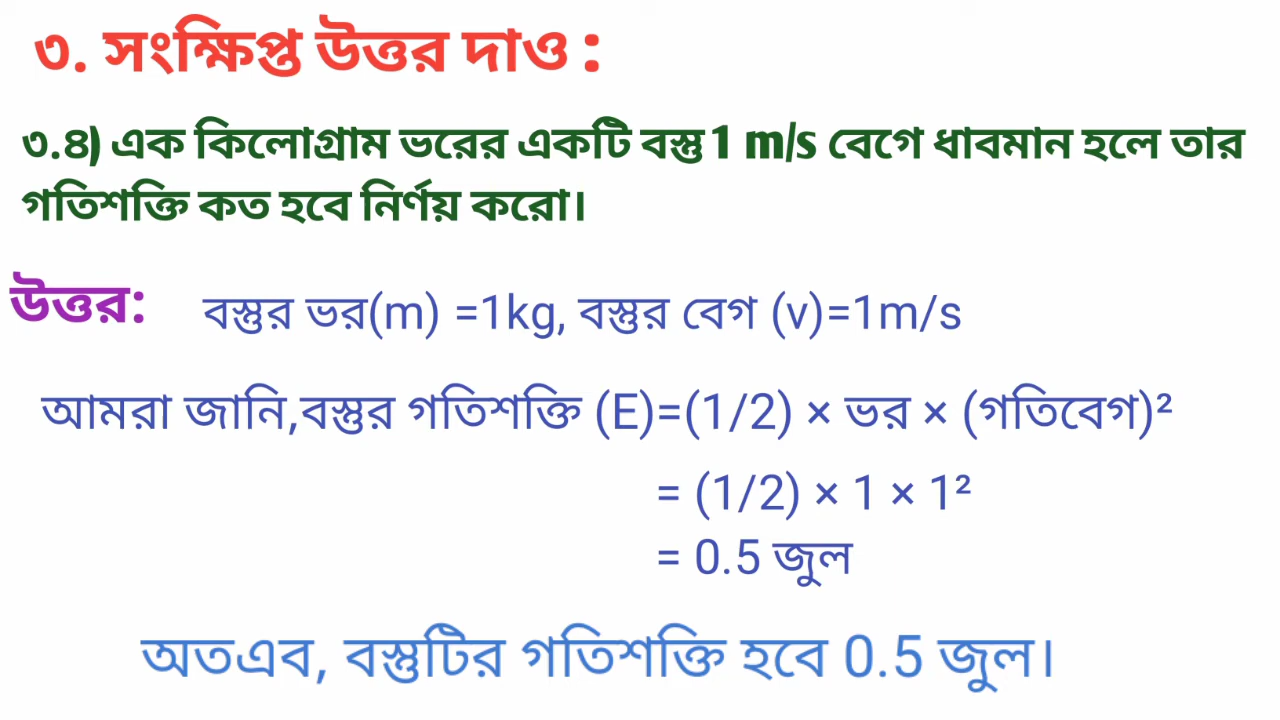 ৩. সংক্ষিপ্ত উত্তর দাও :
৩.৪) এক কিলোগ্রাম ভরের একটি বস্তু 1 m/s বেগে ধাবমান হলে তার
গতিশক্তি কত হবে নির্ণয় করো।
উত্তর: বস্তুর ভর(m) =1kg, বস্তুর বেগ (v)=1m/s
আমরা জানি,বস্তুর গতিশক্তি (E)=(1/2) × ভর × (গতিবেগ)²
= (1/2) × 1 × 1²
= 0.5 জুল
অতএব, বস্তুটির গতিশক্তি হবে 0.5 জুল।